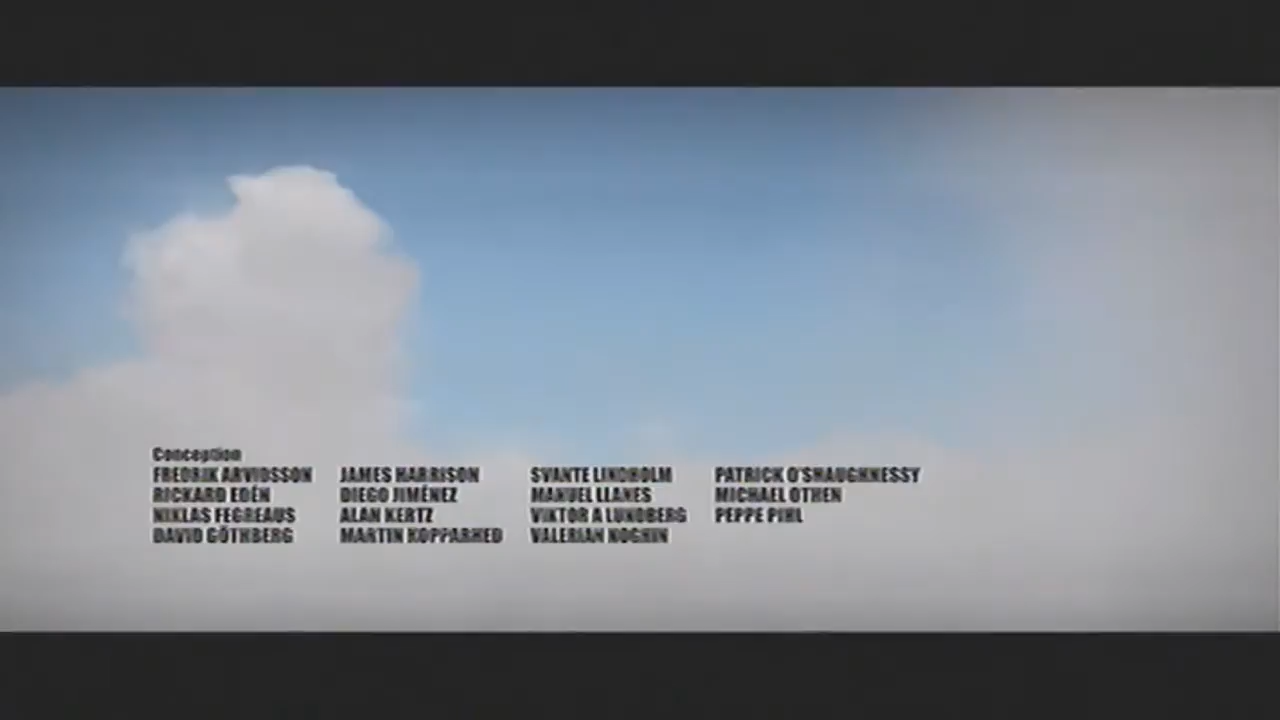 Conception
FREDRIK ARVIDSSON JAMES HARRISON SVANTE LINDHOLM PATRICK O'SHAUGHNESSY
RICKARD EDÉN DIEGO JIMÉNEZ MANUEL LLANES MICHAEL OTHEN
NIKLAS FEGREAUS ALAN KERTZ VIKTOR A LUNDBERG PEPPE PIHL
DAVID GÖTHBERG MARTIN KOPPARHED VALERIAN NOGHIN